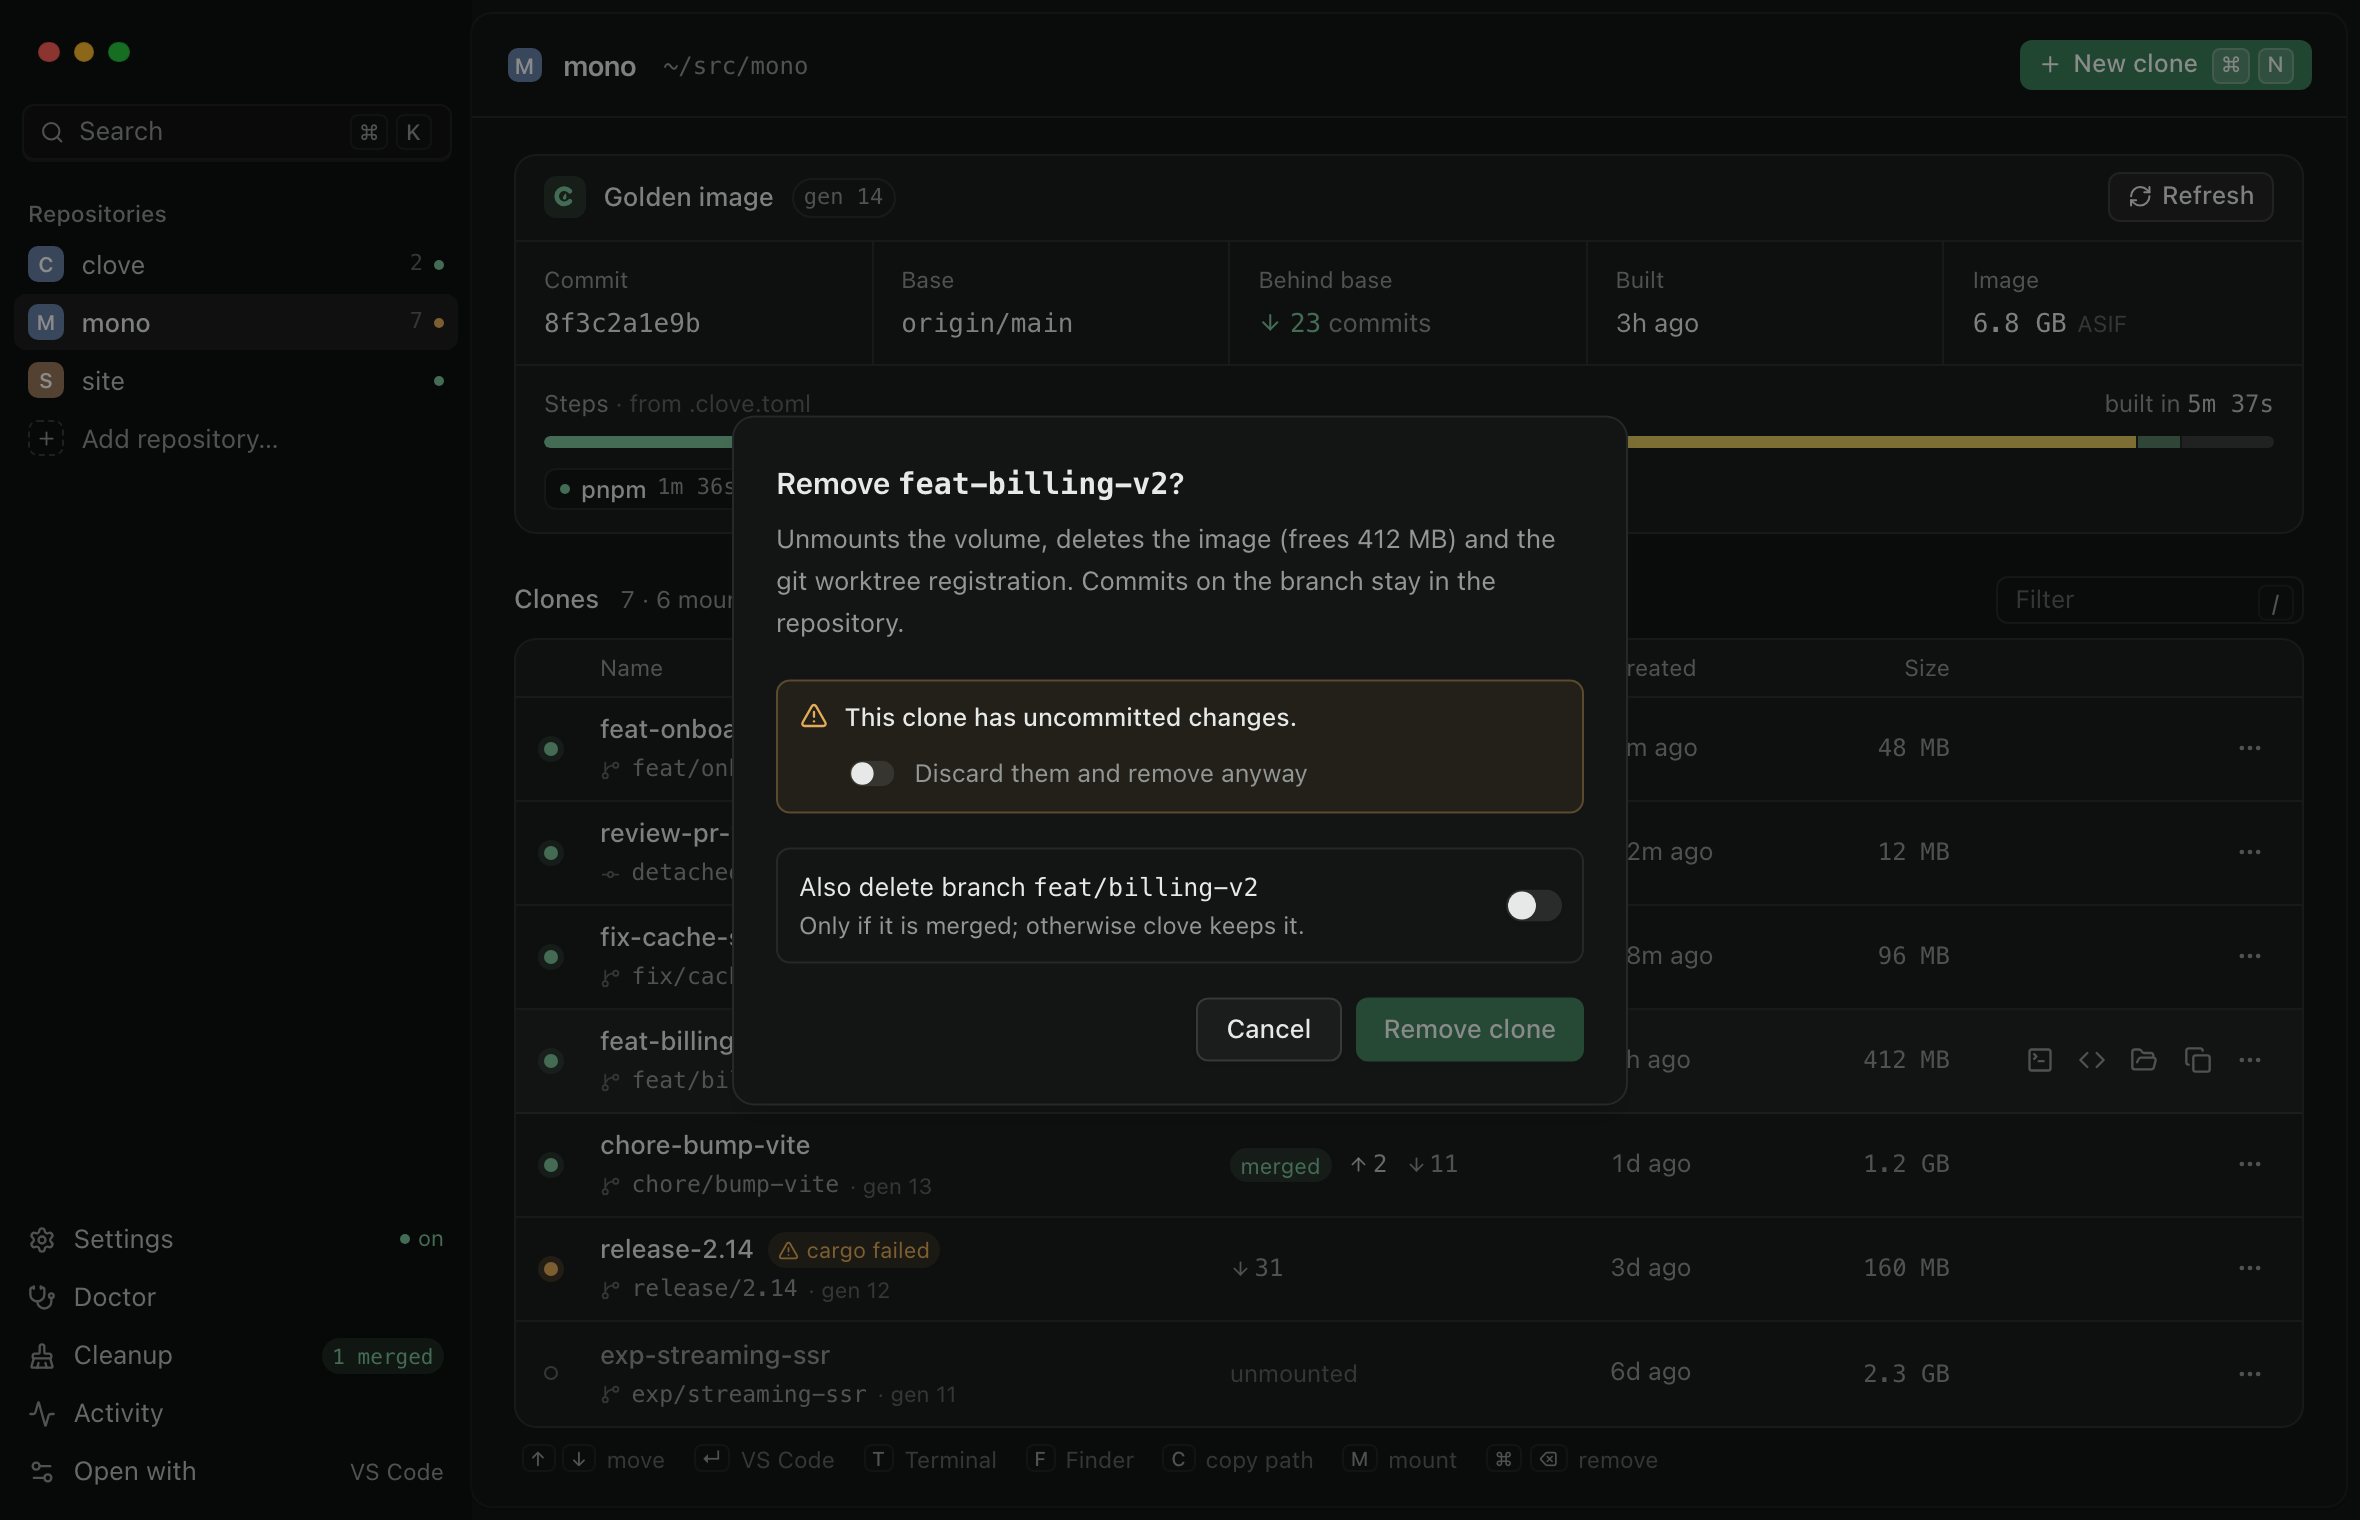 Search ⌘ K
Repositories
C clove 2
M mono 7
S site
Add repository...
Settings on
Doctor
Cleanup 1 merged
Activity
Open with VS Code
M mono ~/src/mono
New clone ⌘ N
Golden image gen 14
Refresh
Commit
8f3c2a1e9b
Base
origin/main
Behind base
↓ 23 commits
Built
3h ago
Image
6.8 GB ASIF
Steps · from .clove.toml
built in 5m 37s
pnpm 1m 36s
Clones 7 · 6 mou
Filter /
Name reated Size
feat-onboa
feat/on
m ago 48 MB
review-pr-
detache
2m ago 12 MB
fix-cache-s
fix/cac
8m ago 96 MB
feat-billing
feat/bi
h ago 412 MB
chore-bump-vite
chore/bump-vite · gen 13
merged ↑2 ↓11 1d ago 1.2 GB
release-2.14 cargo failed
release/2.14 · gen 12
↓31 3d ago 160 MB
exp-streaming-ssr
exp/streaming-ssr · gen 11
unmounted 6d ago 2.3 GB
↑ ↓ move ↵ VS Code T Terminal F Finder C copy path M mount ⌘ ⌫ remove
Remove feat-billing-v2?
Unmounts the volume, deletes the image (frees 412 MB) and the
git worktree registration. Commits on the branch stay in the
repository.
This clone has uncommitted changes.
Discard them and remove anyway
Also delete branch feat/billing-v2
Only if it is merged; otherwise clove keeps it.
Cancel Remove clone